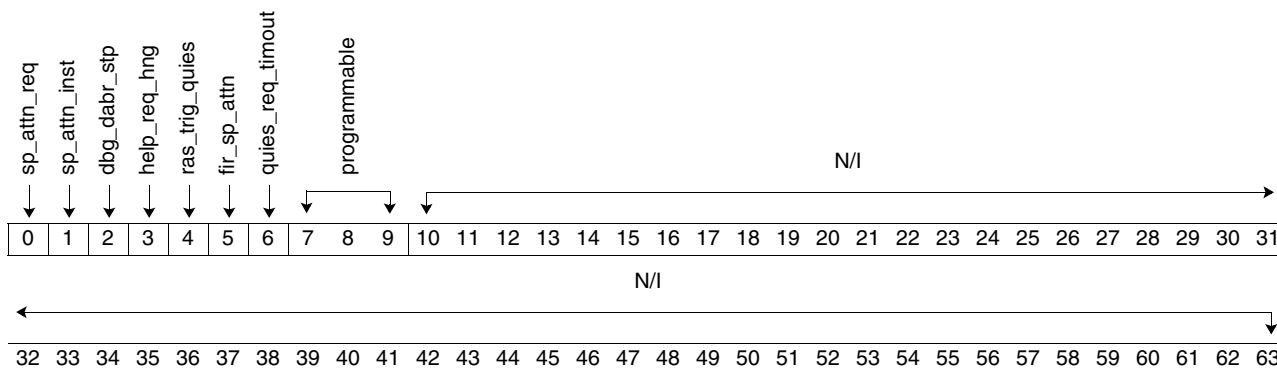 sp_attn_req
sp_attn_inst
dbg_dabr_stp
help_req_hng
ras_trig_quies
fir_sp_attn
quies_req_timout
programmable
N/I
0 1 2 3 4 5 6 7 8 9 10 11 12 13 14 15 16 17 18 19 20 21 22 23 24 25 26 27 28 29 30 31
N/I
32 33 34 35 36 37 38 39 40 41 42 43 44 45 46 47 48 49 50 51 52 53 54 55 56 57 58 59 60 61 62 63